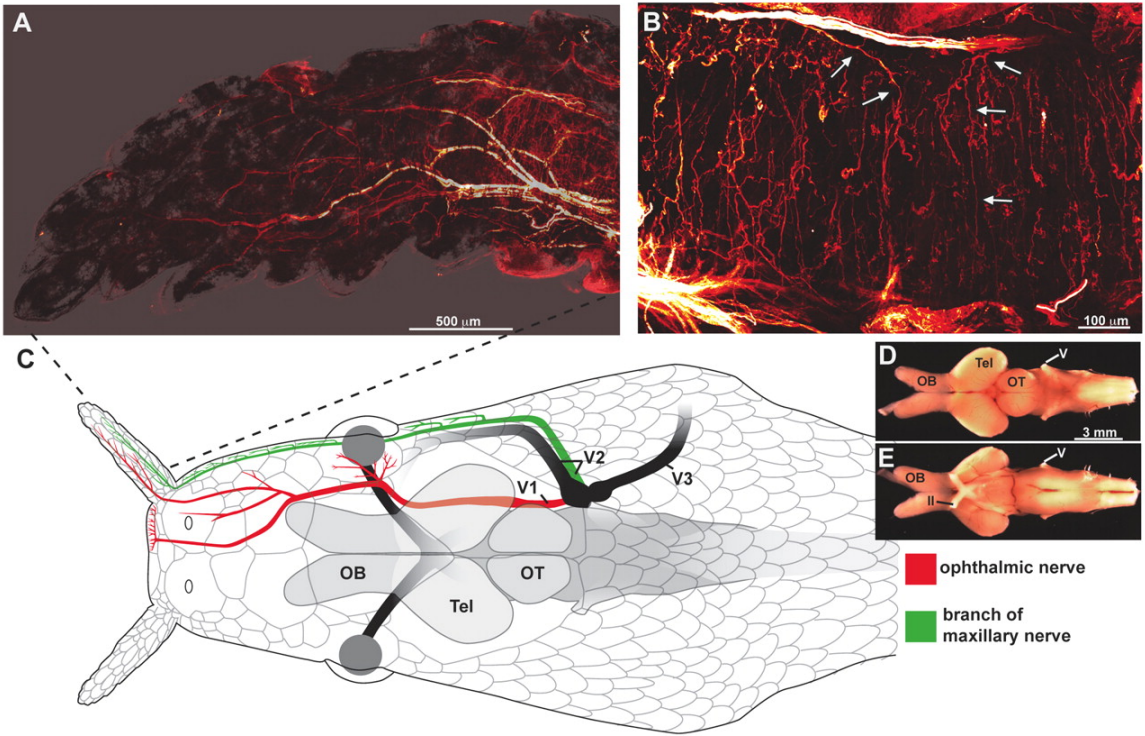 A
500 µm
B
100 µm
C
V2
V1
V3
OB
OT
Tel
D
Tel
V
OB
OT
3 mm
E
V
OB
II
ophthalmic nerve
branch of
maxillary nerve